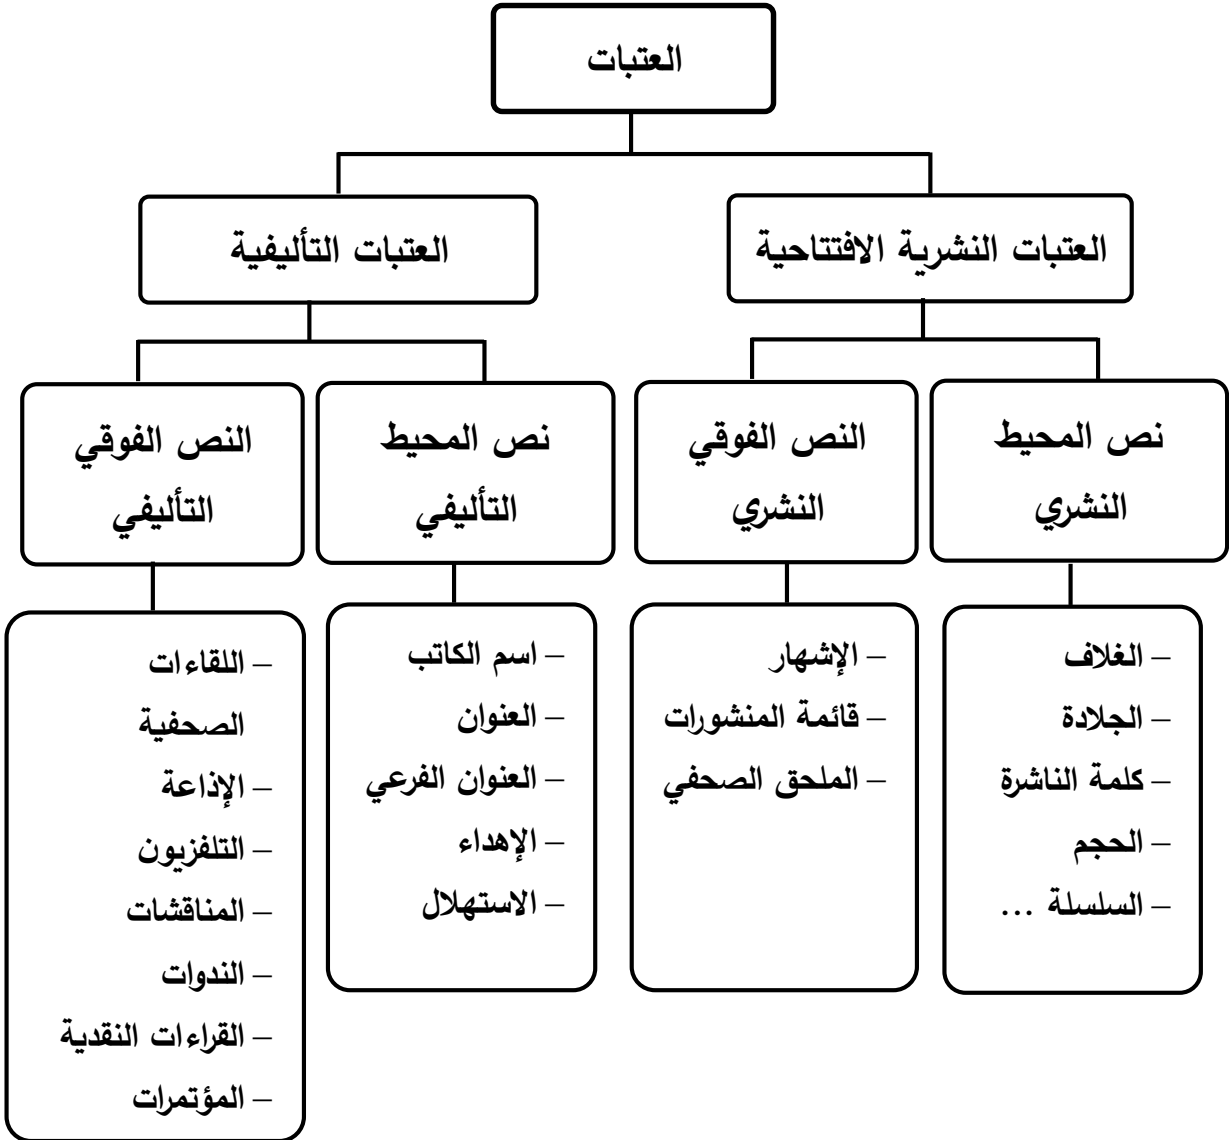 العتبات
العتبات النشرية الافتتاحية
العتبات التأليفية
نص المحيط
النشري
النص الفوقي
النشري
نص المحيط
التأليفي
النص الفوقي
التأليفي
– الغلاف
– الجلادة
– كلمة الناشرة
– الحجم
– السلسلة ...
– الإشهار
– قائمة المنشورات
– الملحق الصحفي
– اسم الكاتب
– العنوان
– العنوان الفرعي
– الإهداء
– الاستهلال
– اللقاءات
الصحفية
– الإذاعة
– التلفزيون
– المناقشات
– الندوات
– القراءات النقدية
– المؤتمرات